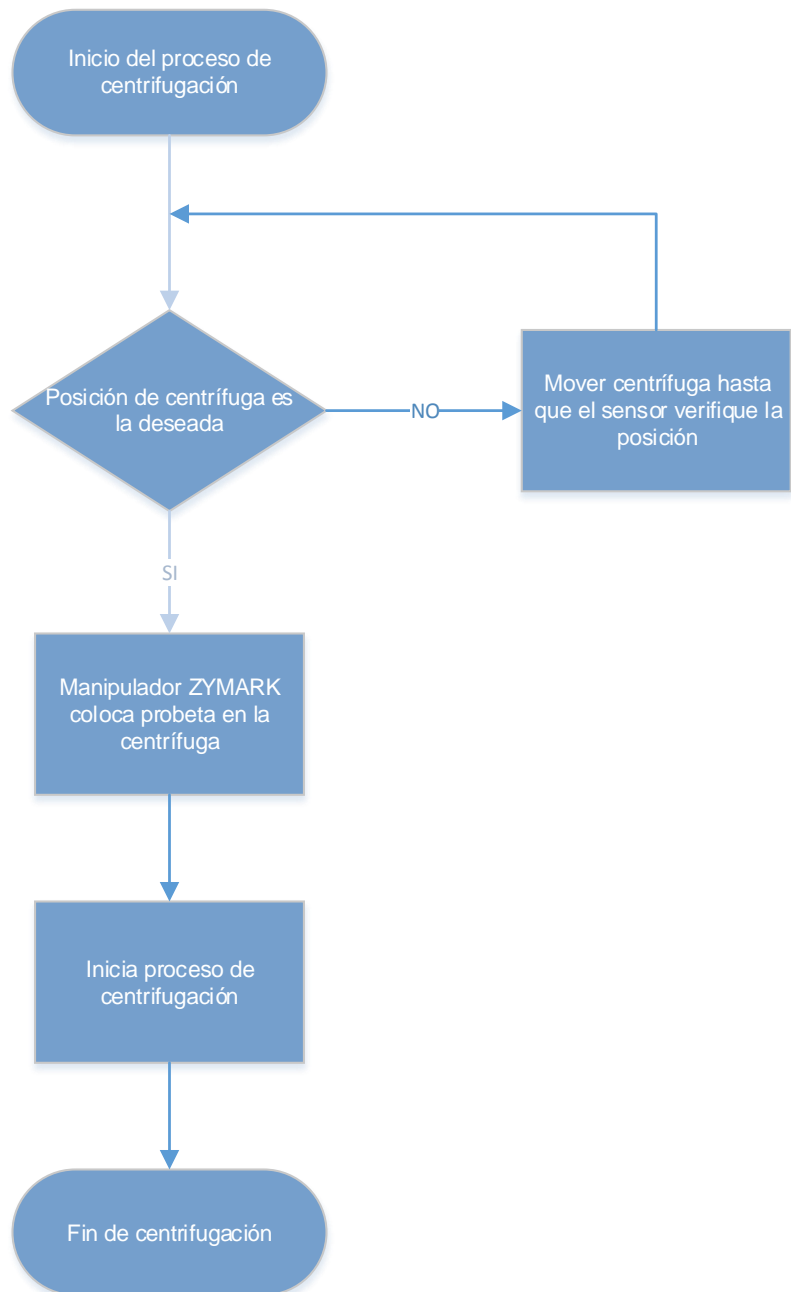 Inicio del proceso de
centrifugación
Posición de centrífuga es
la deseada
NO
Mover centrífuga hasta
que el sensor verifique la
posición
SI
Manipulador ZYMARK
coloca probeta en la
centrífuga
Inicia proceso de
centrifugación
Fin de centrifugación